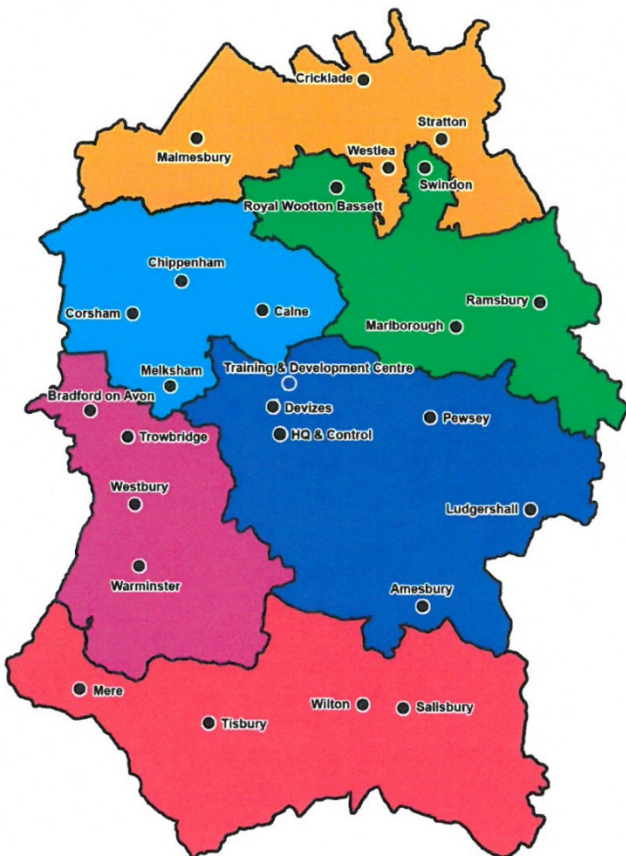 Cricklade
Stratton
Malmesbury
Westlea
Swindon
Royal Wootton Bassett
Chippenham
Ramsbury
Corsham
Calne
Marlborough
Training & Development Centre
Melksham
Bradford on Avon
Devizes
Pewsey
Trowbridge
HQ & Control
Westbury
Ludgershall
Warminster
Amesbury
Mere
Wilton
Salisbury
Tisbury